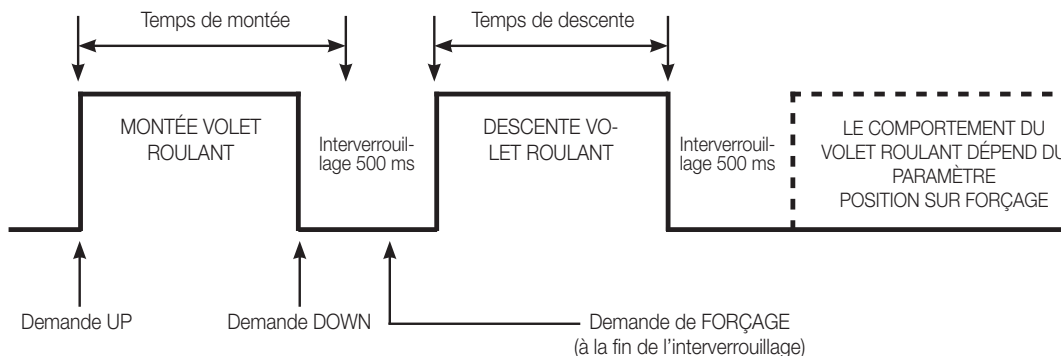 Temps de montée
Temps de descente
MONTÉE VOLET
ROULANT
Interverrouil-
lage 500 ms
DESCENTE VO-
LET ROULANT
Interverrouil-
lage 500 ms
LE COMPORTEMENT DU
VOLET ROULANT DÉPEND DU
PARAMÈTRE
POSITION SUR FORÇAGE
Demande UP
Demande DOWN
Demande de FORÇAGE
(à la fin de l'interverrouillage)